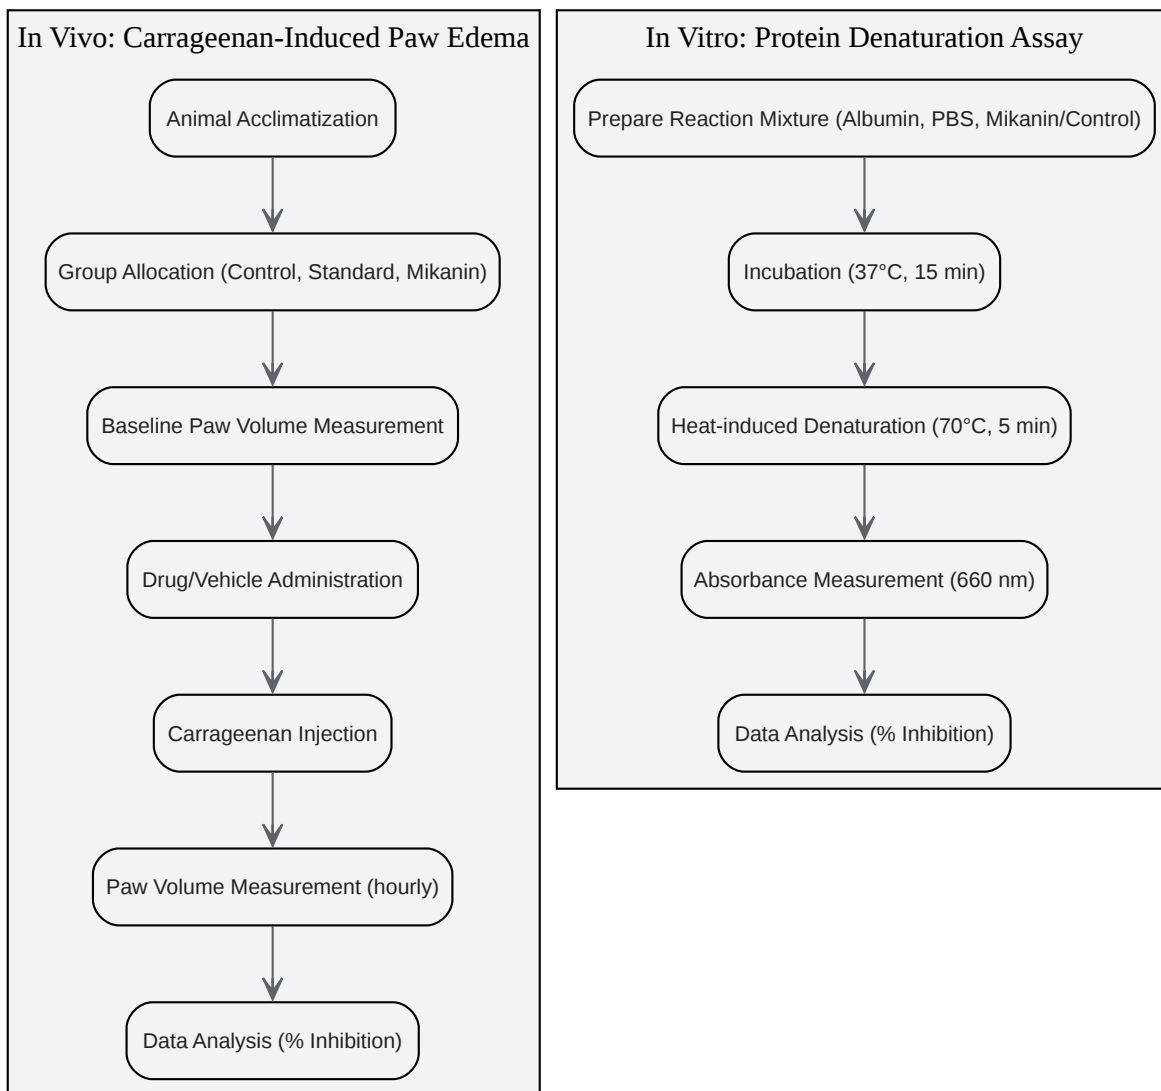 In Vivo: Carrageenan-Induced Paw Edema
Animal Acclimatization
Group Allocation (Control, Standard, Mikanin)
Baseline Paw Volume Measurement
Drug/Vehicle Administration
Carrageenan Injection
Paw Volume Measurement (hourly)
Data Analysis (% Inhibition)
In Vitro: Protein Denaturation Assay
Prepare Reaction Mixture (Albumin, PBS, Mikanin/Control)
Incubation (37°C, 15 min)
Heat-induced Denaturation (70°C, 5 min)
Absorbance Measurement (660 nm)
Data Analysis (% Inhibition)